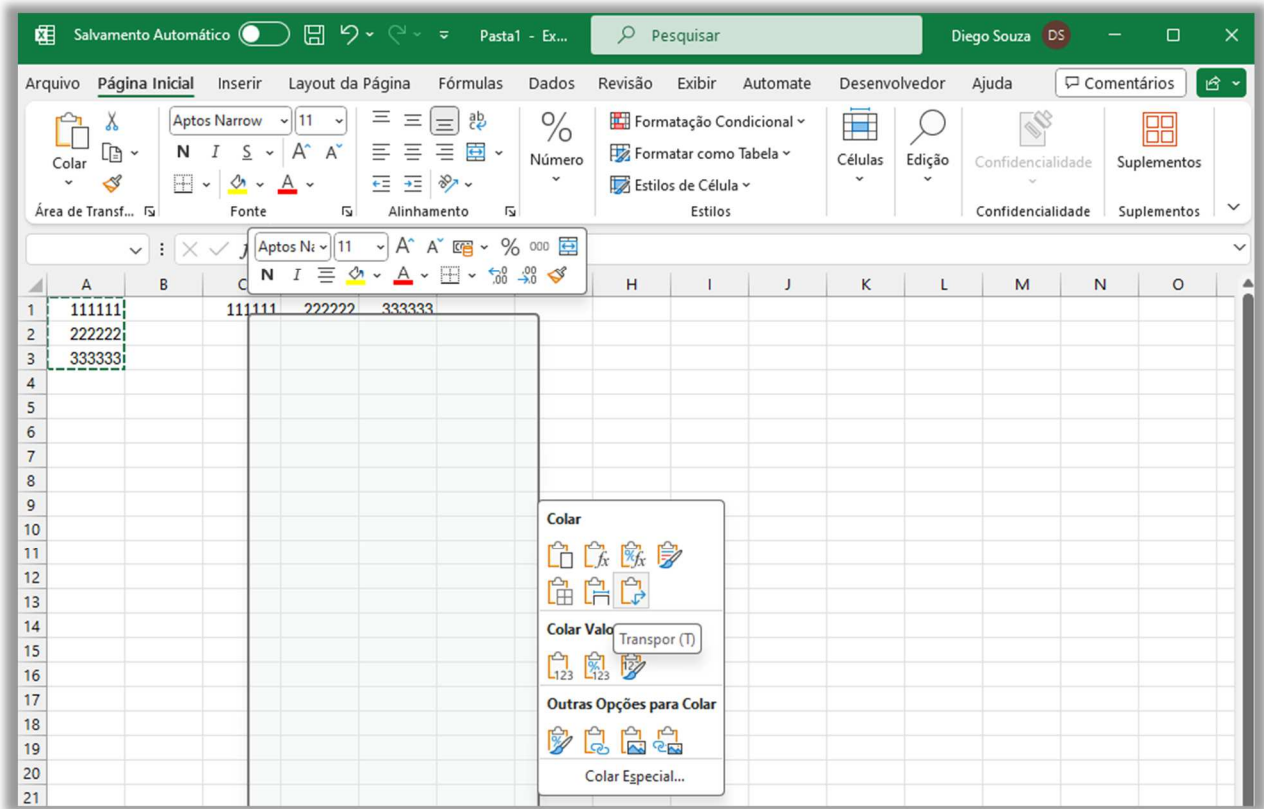 Salvamento Automático
Pasta1 - Ex...
Pesquisar
Diego Souza DS
Arquivo Página Inicial Inserir Layout da Página Fórmulas Dados Revisão Exibir Automate Desenvolvedor Ajuda Comentários
Colar
Aptos Narrow 11
N I S A A
Número
Formatação Condicional
Formatar como Tabela
Estilos de Célula
Células
Edição
Confidencialidade
Suplementos
Área de Transf... Fonte Alinhamento Estilos Confidencialidade Suplementos
Aptos Na 11 A A % 000
N I A
A B C H I J K L M N O
1 111111 111111 222222 333333
2 222222
3 333333
4
5
6
7
8
9
10
11
12
13
14
15
16
17
18
19
20
21
Colar
Colar Valo
Transpor (T)
Outras Opções para Colar
Colar Especial...